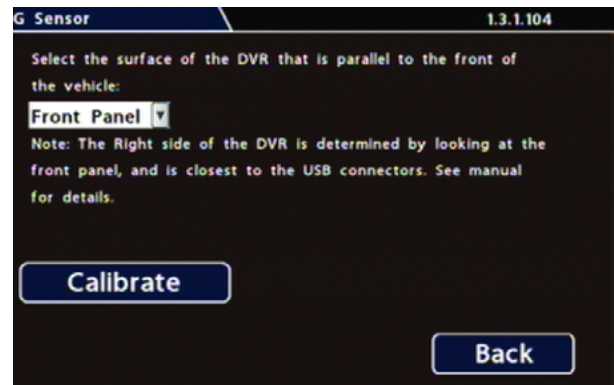 G Sensor 1.3.1.104
Select the surface of the DVR that is parallel to the front of
the vehicle:
Front Panel
Note: The Right side of the DVR is determined by looking at the
front panel, and is closest to the USB connectors. See manual
for details.
Calibrate
Back